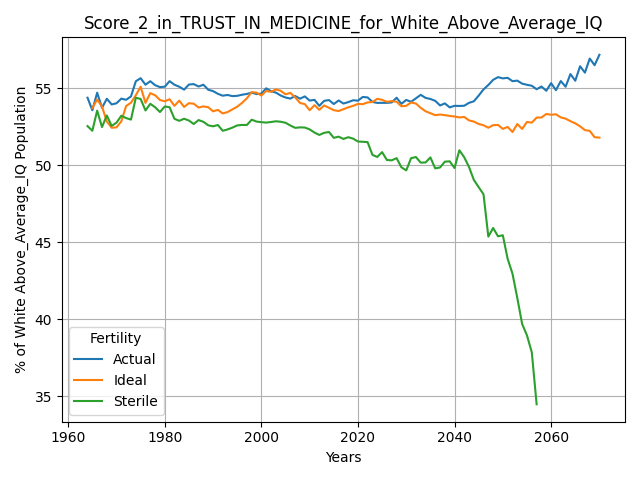 Score_2_in_TRUST_IN_MEDICINE_for_White_Above_Average_IQ
% of White Above_Average_IQ Population
55
50
45
40
35
Fertility
Actual
Ideal
Sterile
1960 1980 2000 2020 2040 2060
Years